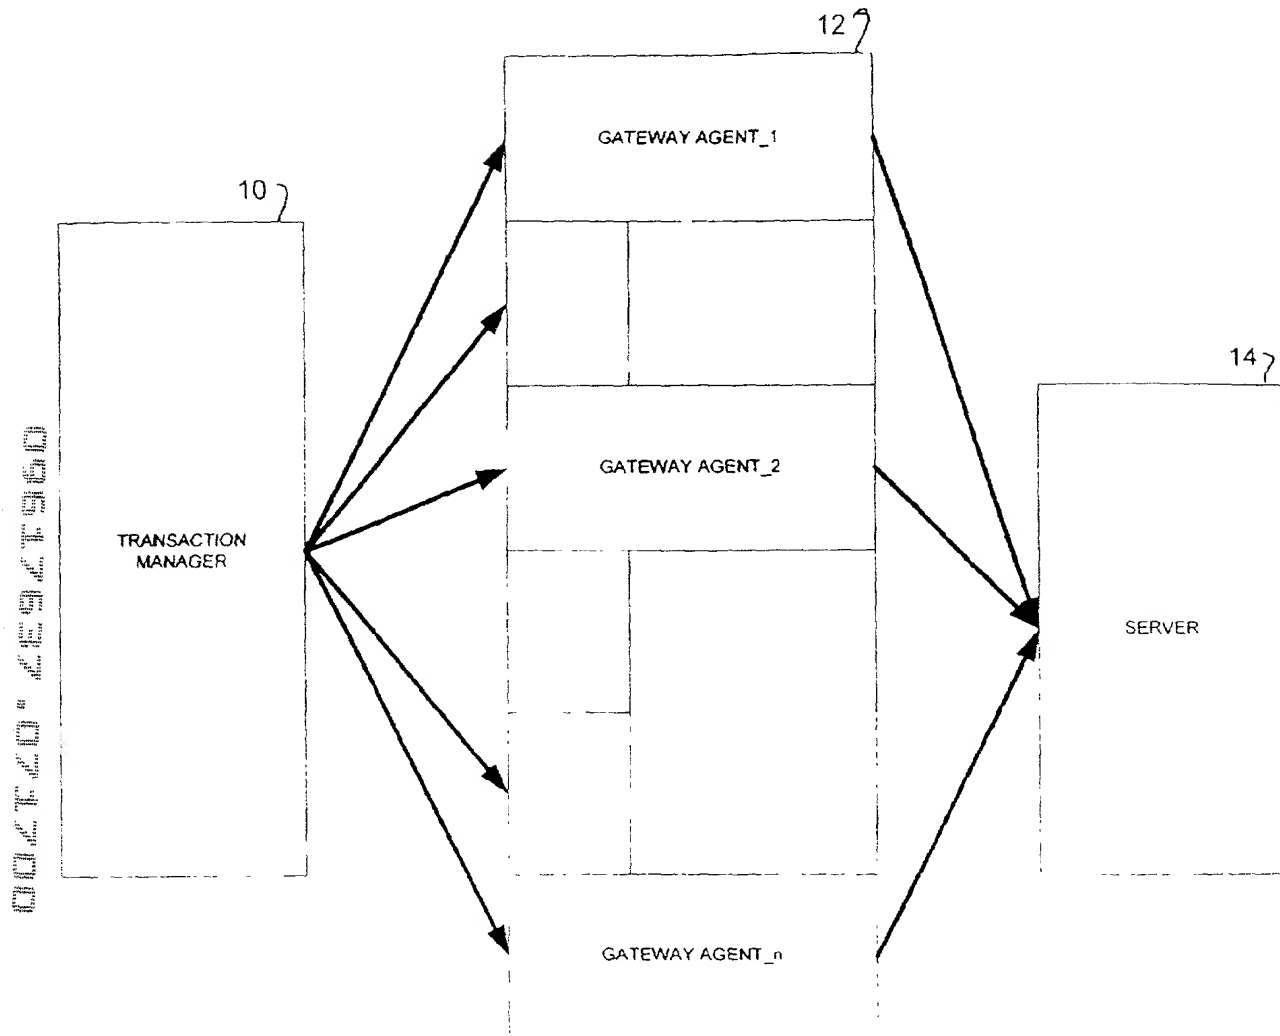 12
GATEWAY AGENT_1
10
14
GATEWAY AGENT_2
TRANSACTION
MANAGER
SERVER
GATEWAY AGENT_n